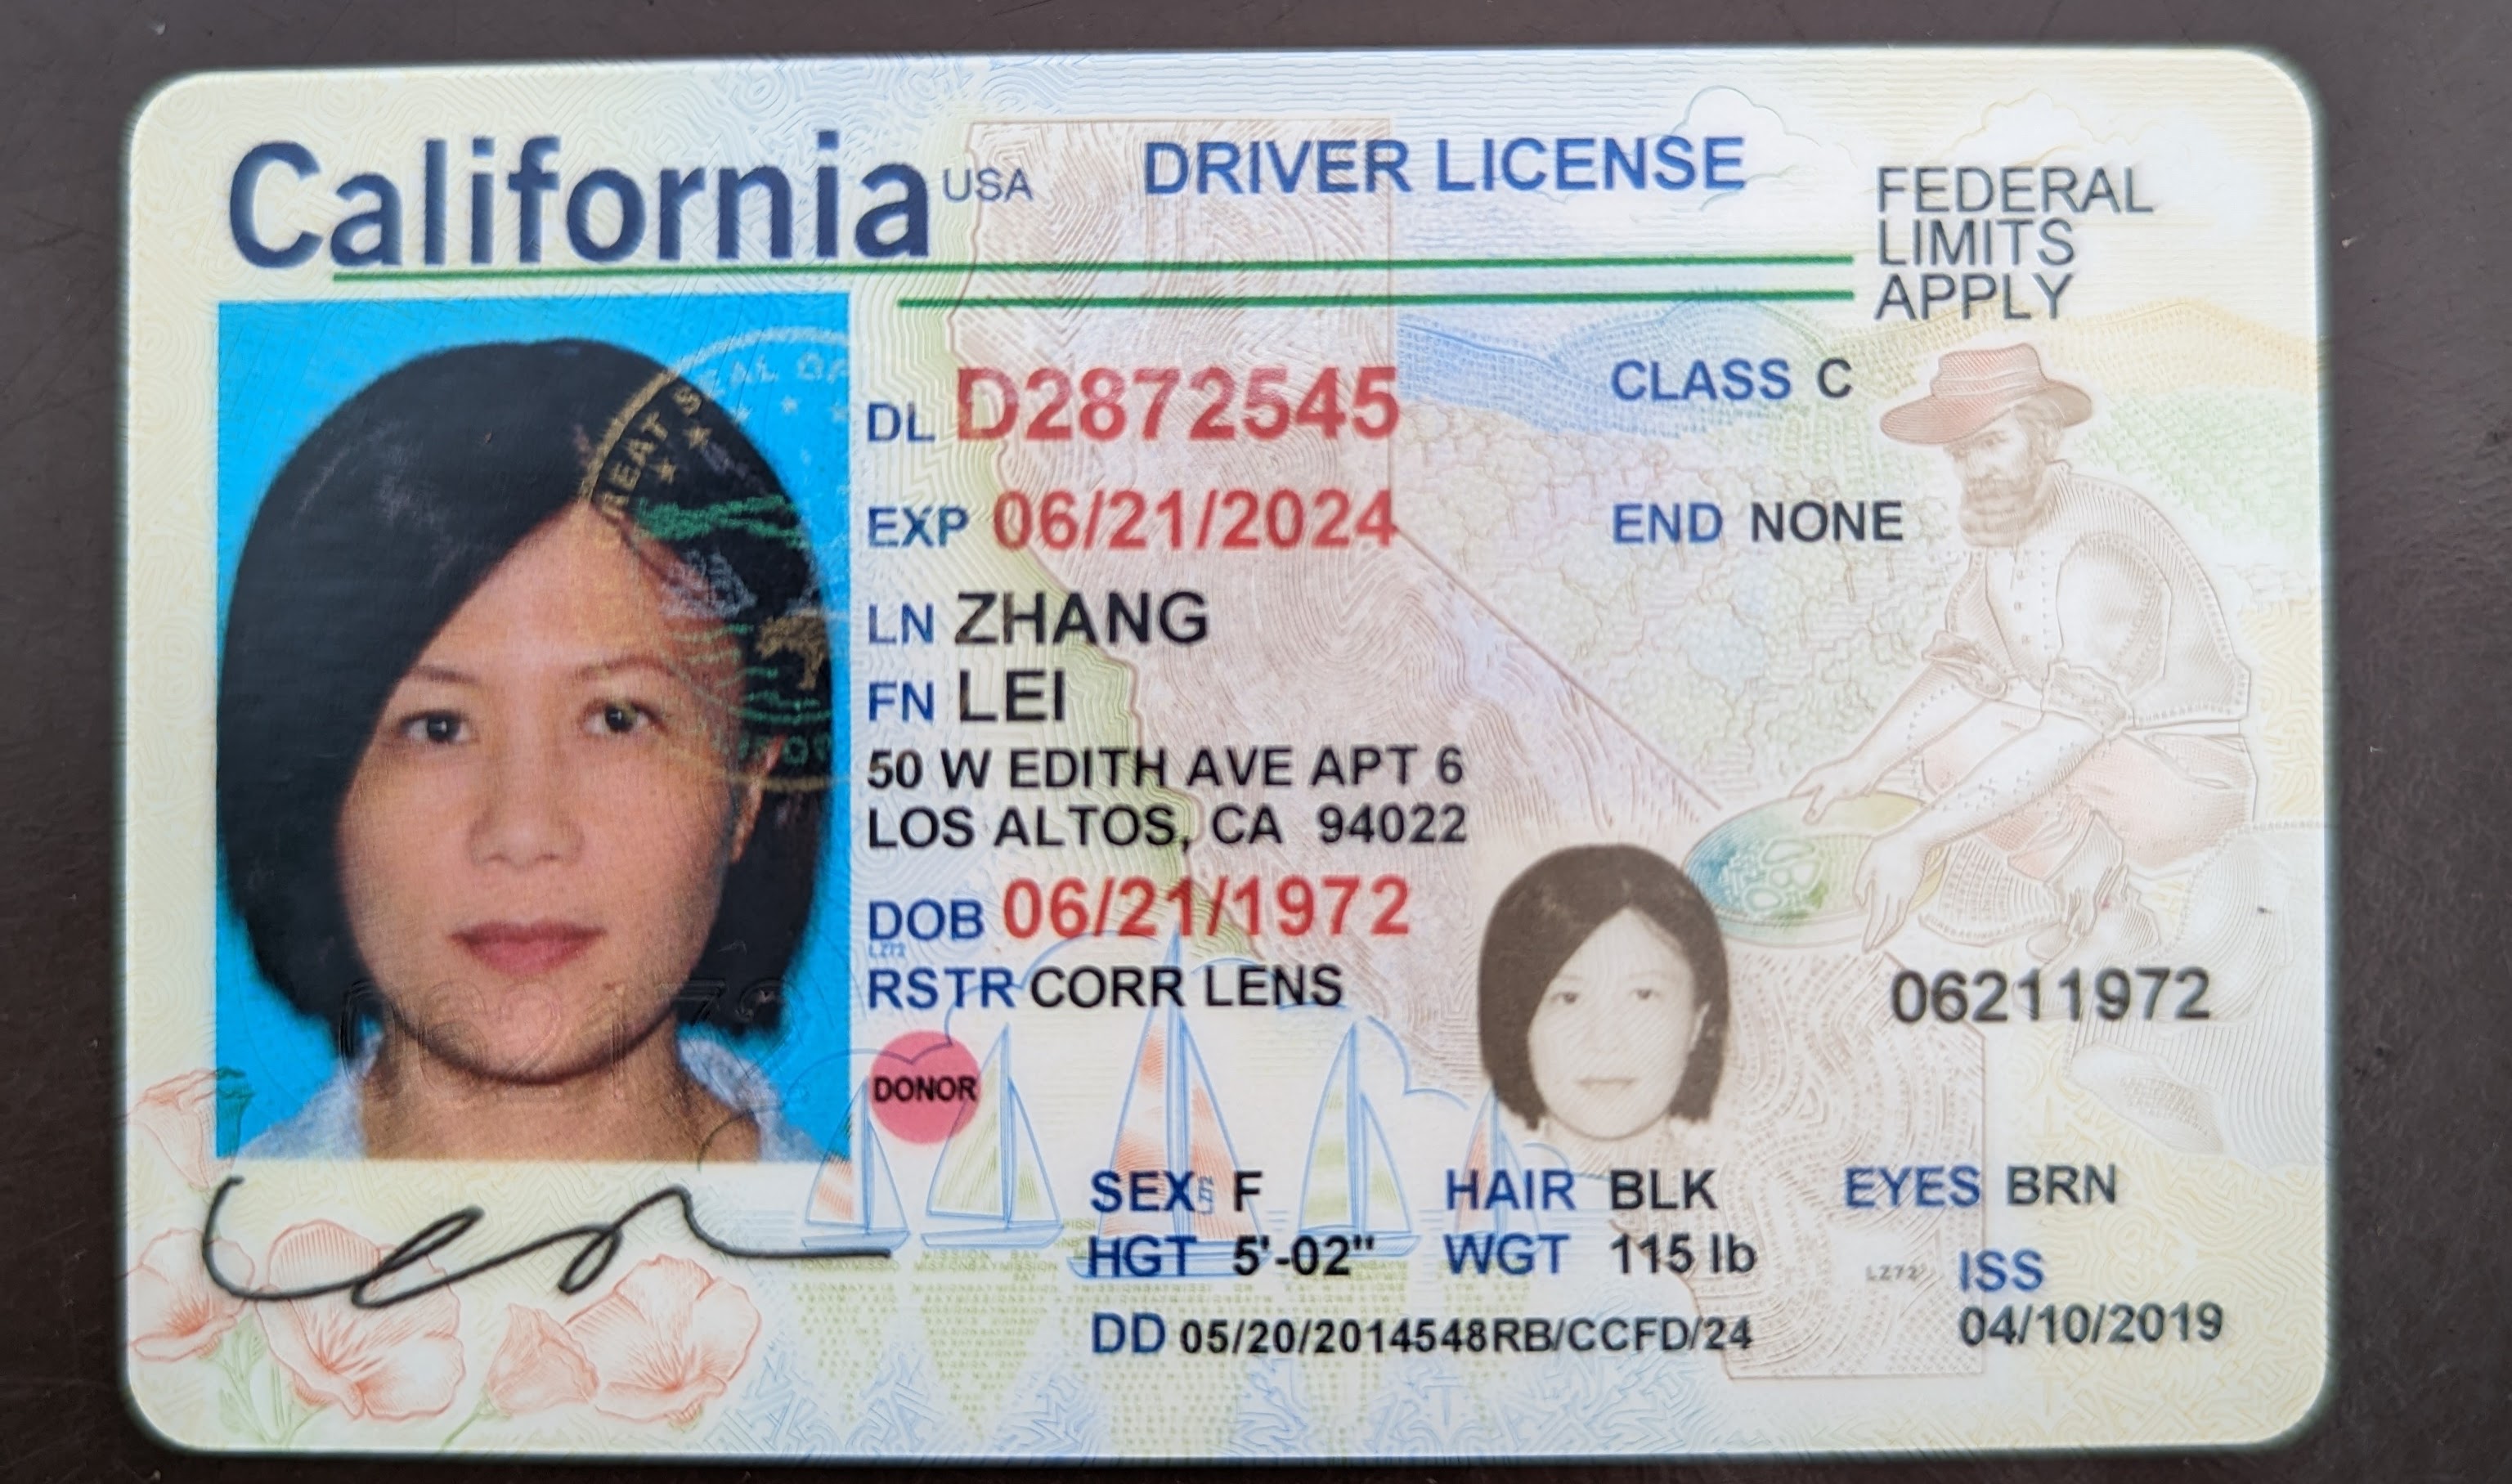 California USA DRIVER LICENSE
FEDERAL
LIMITS
APPLY
DL D2872545
CLASS C
EXP 06/21/2024
END NONE
LN ZHANG
FN LEI
50 W EDITH AVE APT 6
LOS ALTOS, CA 94022
DOB 06/21/1972
LZ72
RSTR CORR LENS
06211972
DONOR
SEX F
HAIR BLK
EYES BRN
HGT 5'-02"
WGT 115 lb
LZ72
ISS
04/10/2019
DD 05/20/2014548RB/CCFD/24